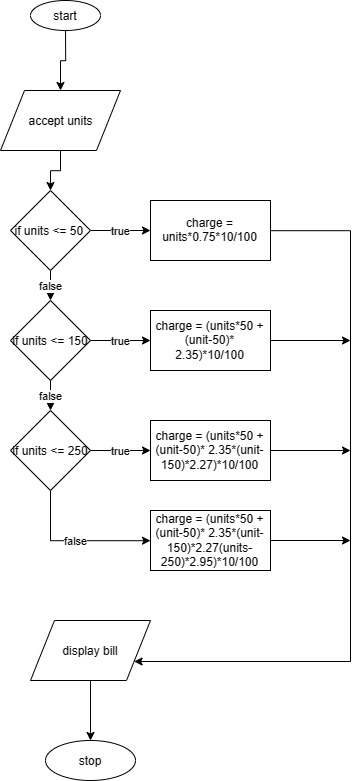 start
accept units
if units <= 50
true
charge =
units*0.75*10/100
false
if units <= 150
true
charge = (units*50 +
(unit-50)*
2.35)*10/100
false
if units <= 250
true
charge = (units*50 +
(unit-50)* 2.35*(unit-
150)*2.27)*10/100
false
charge = (units*50 +
(unit-50)* 2.35*(unit-
150)*2.27(units-
250)*2.95)*10/100
display bill
stop